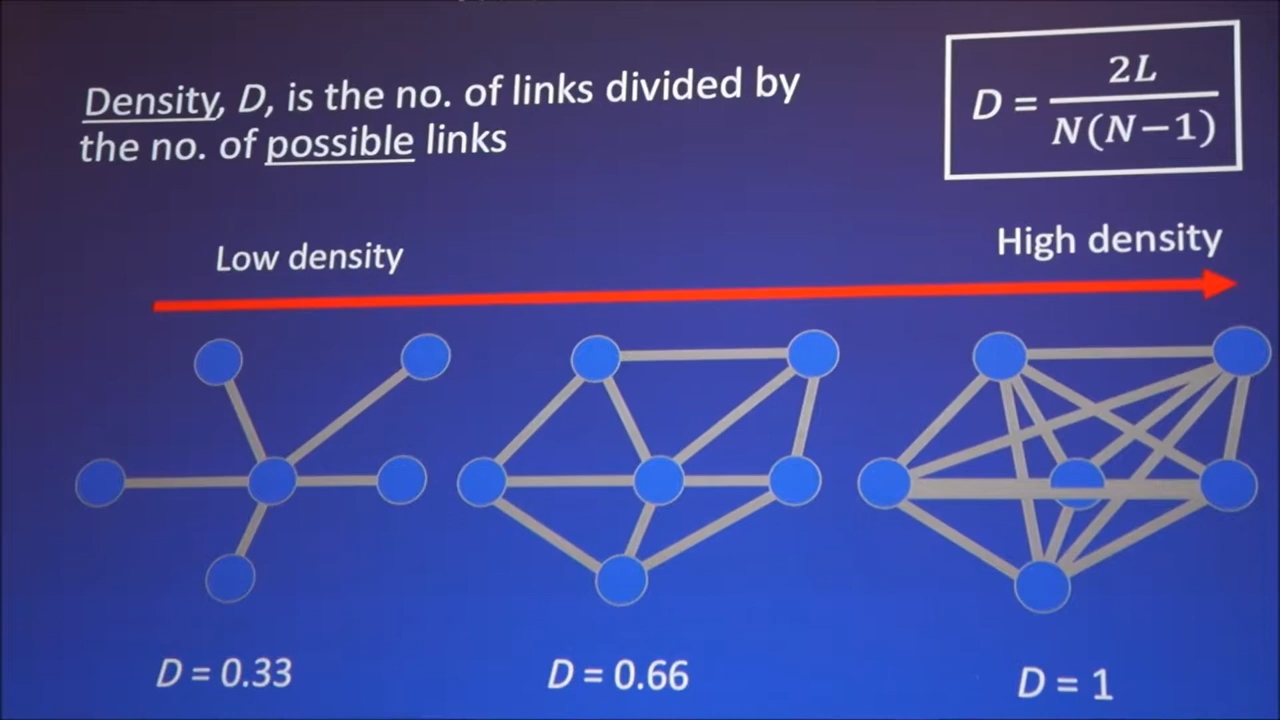 Density, D, is the no. of links divided by
the no. of possible links
D = 2L / N(N−1)
Low density
High density
D = 0.33
D = 0.66
D = 1